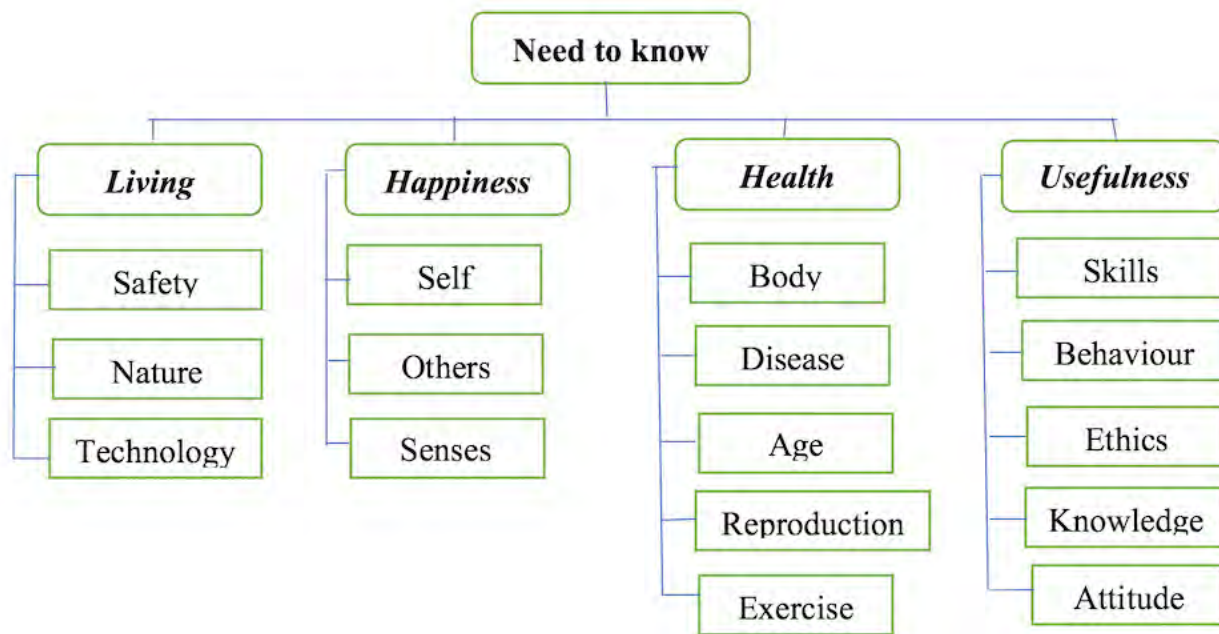 Need to know
Living
Safety
Nature
Technology
Happiness
Self
Others
Senses
Health
Body
Disease
Age
Reproduction
Exercise
Usefulness
Skills
Behaviour
Ethics
Knowledge
Attitude